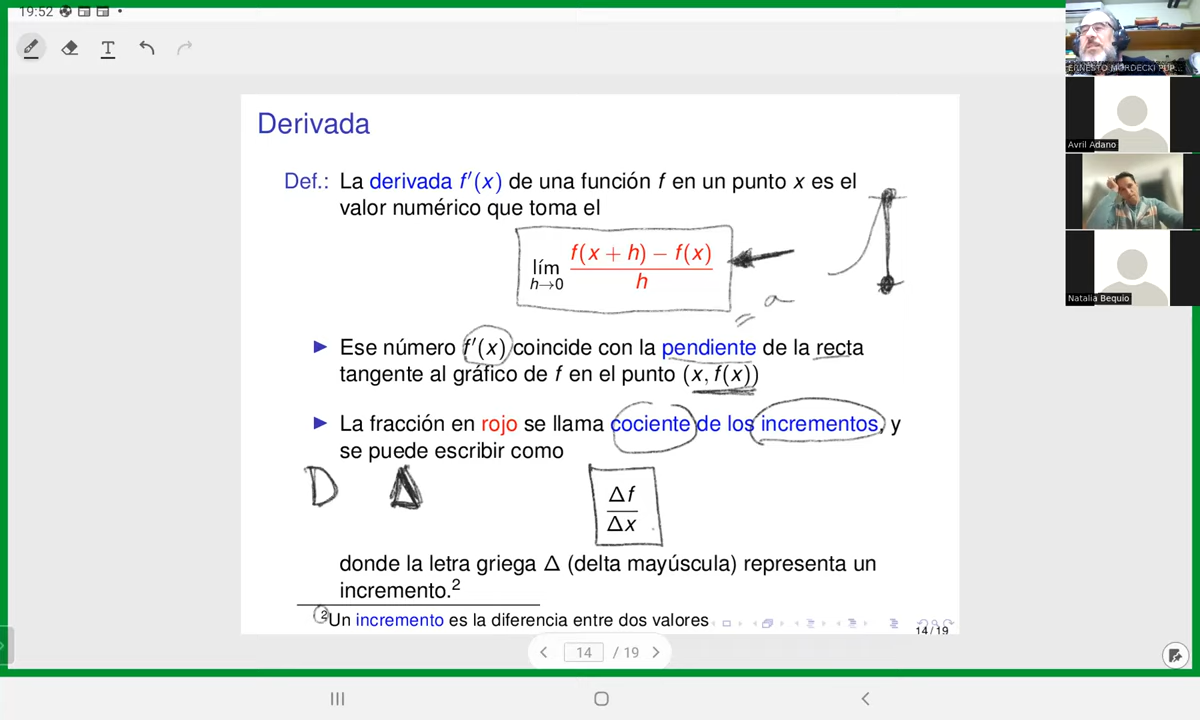 19:52
Derivada
Def.: La derivada f′(x) de una función f en un punto x es el
valor numérico que toma el
lím h→0 f(x + h) − f(x) / h
= a
▶ Ese número f′(x) coincide con la pendiente de la recta
tangente al gráfico de f en el punto (x, f(x))
▶ La fracción en rojo se llama cociente de los incrementos, y
se puede escribir como
D Δ
Δf / Δx
donde la letra griega Δ (delta mayúscula) representa un
incremento.²
²Un incremento es la diferencia entre dos valores
14/19
14 / 19
T
ERNESTO MORDECKI PUP...
Avril Adano
Natalia Bequio